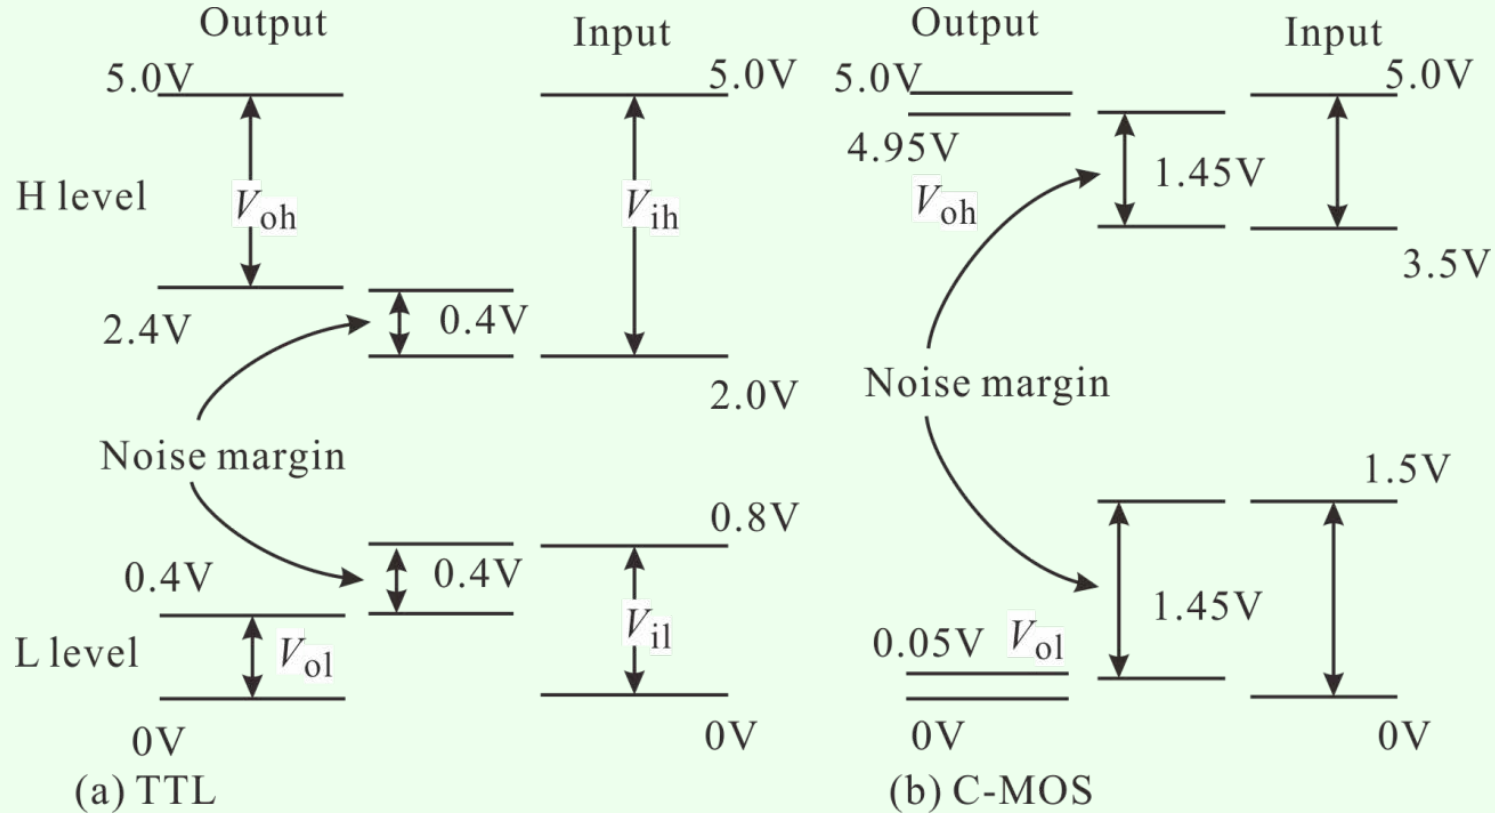 Output
Input
5.0V
5.0V
H level
Voh
Vih
2.4V
0.4V
2.0V
Noise margin
0.8V
0.4V
0.4V
L level
Vol
Vil
0V
0V
(a) TTL
Output
Input
5.0V
5.0V
4.95V
Voh
1.45V
3.5V
Noise margin
1.5V
1.45V
0.05V
Vol
0V
0V
(b) C-MOS